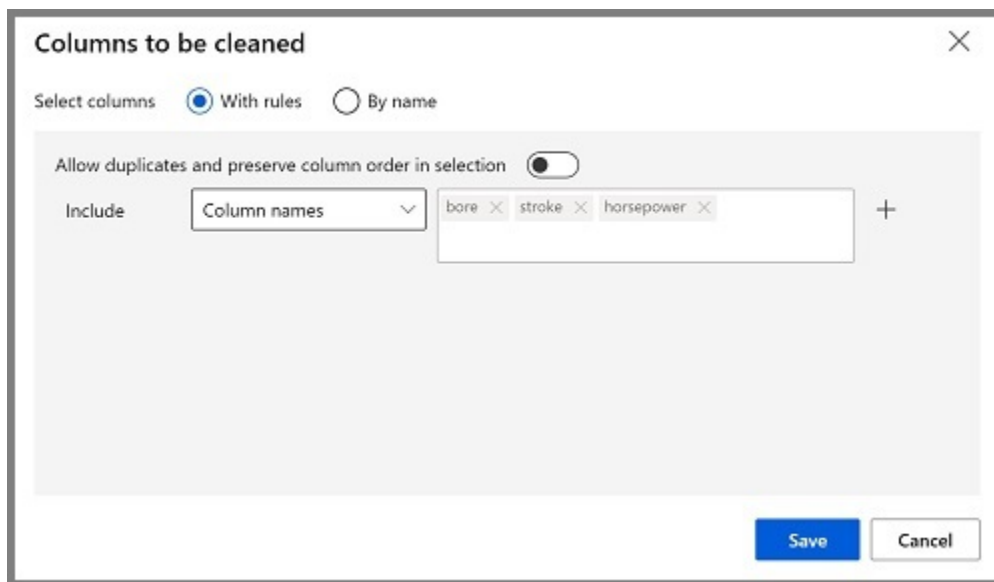 Columns to be cleaned
Select columns With rules By name
Allow duplicates and preserve column order in selection
Include Column names bore stroke horsepower
Save Cancel